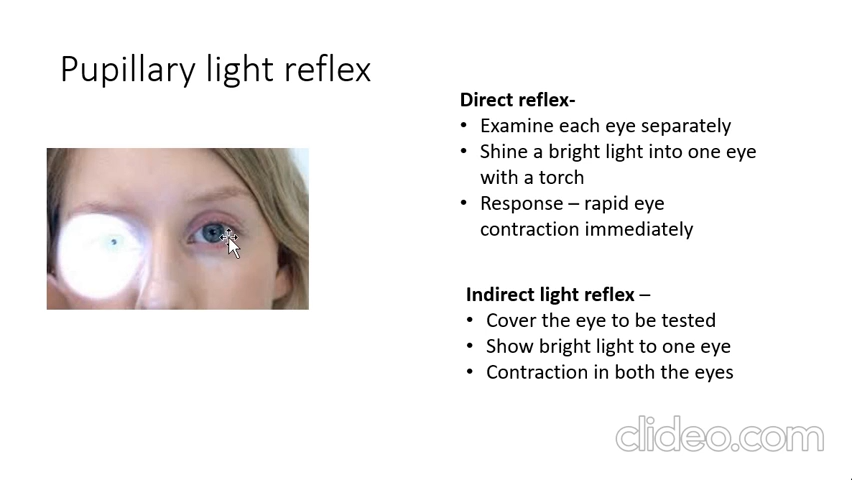 Pupillary light reflex
Direct reflex-
• Examine each eye separately
• Shine a bright light into one eye
with a torch
• Response – rapid eye
contraction immediately
Indirect light reflex –
• Cover the eye to be tested
• Show bright light to one eye
• Contraction in both the eyes
clideo.com